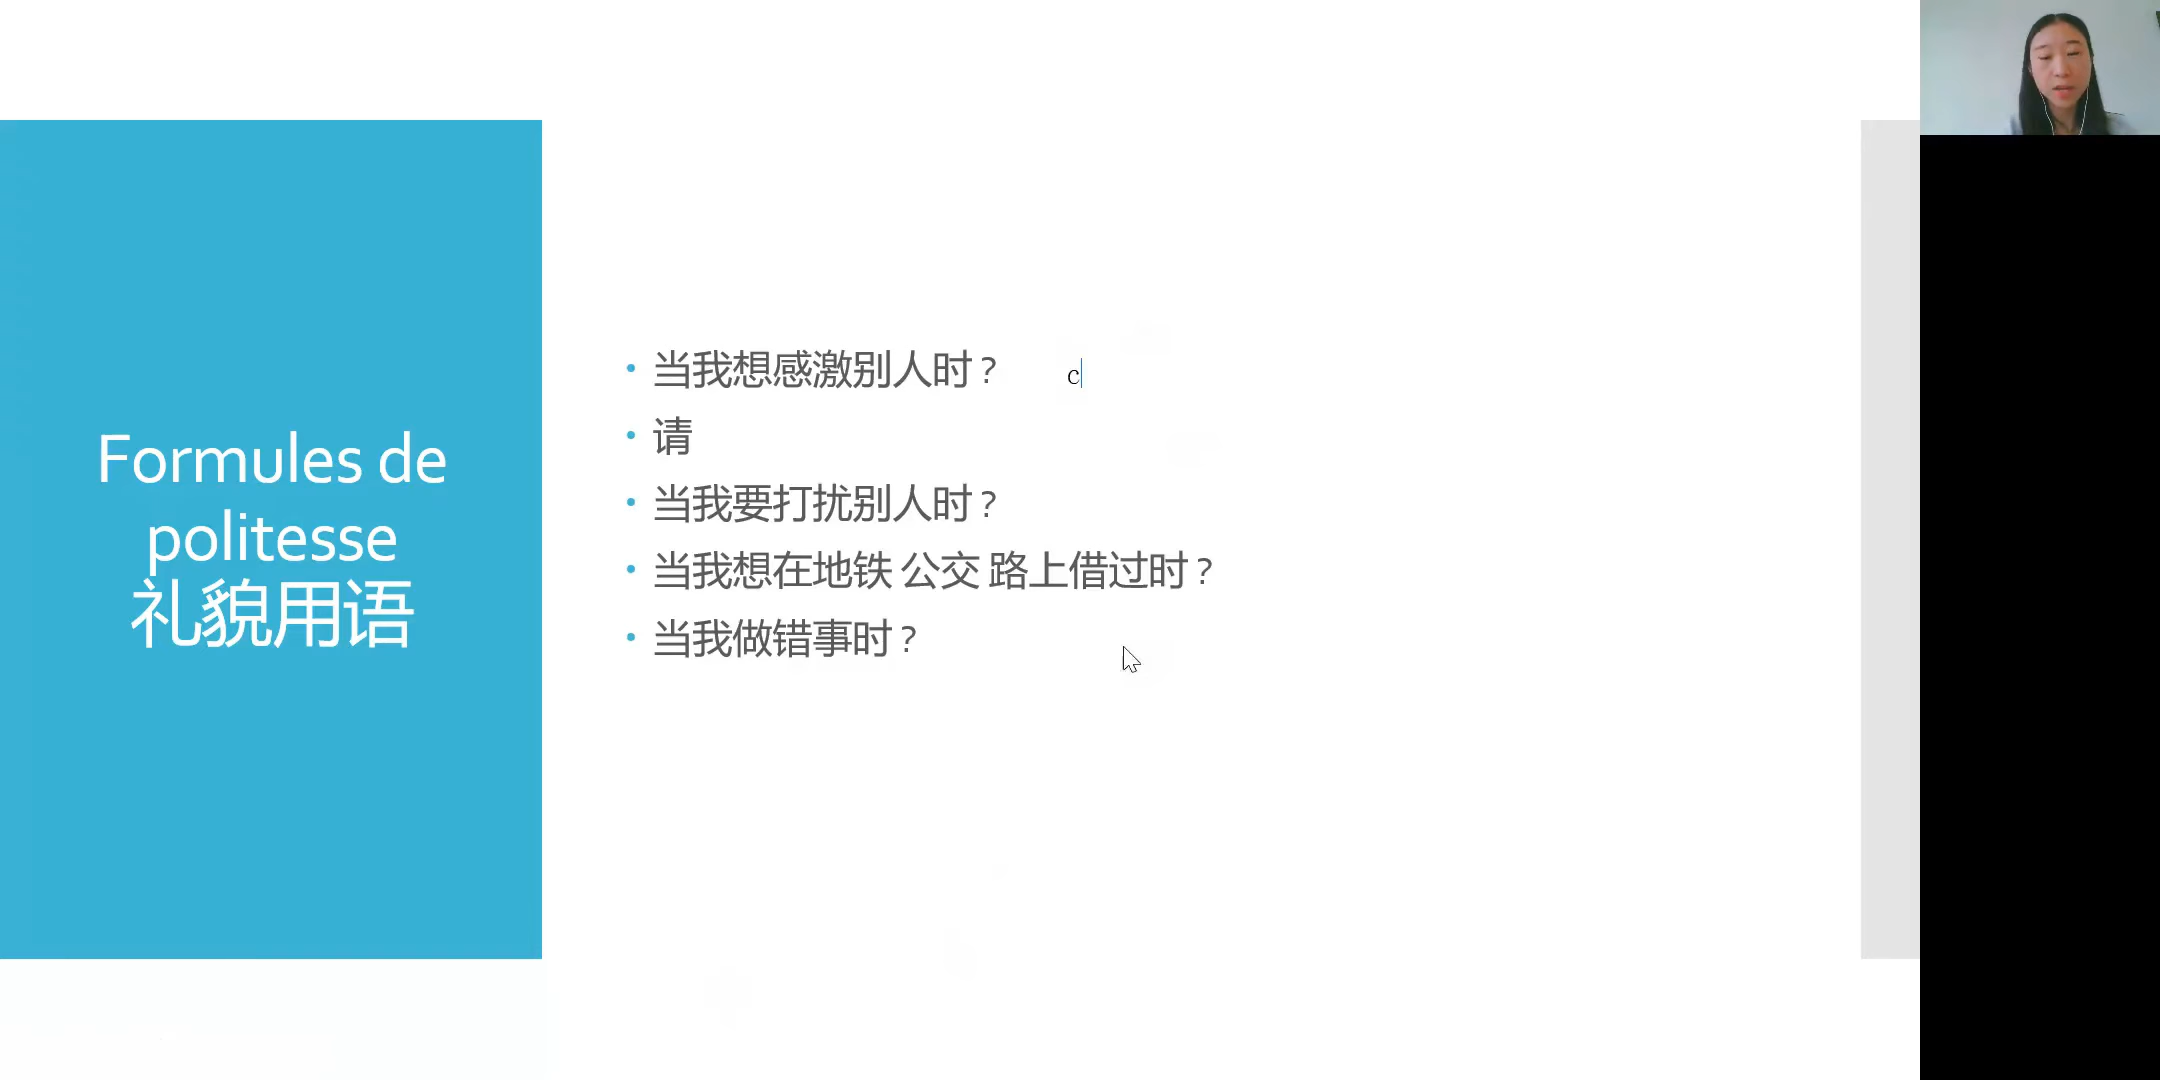 Formules de
politesse
礼貌用语
当我想感激别人时？ c
请
当我要打扰别人时？
当我想在地铁 公交 路上借过时？
当我做错事时？